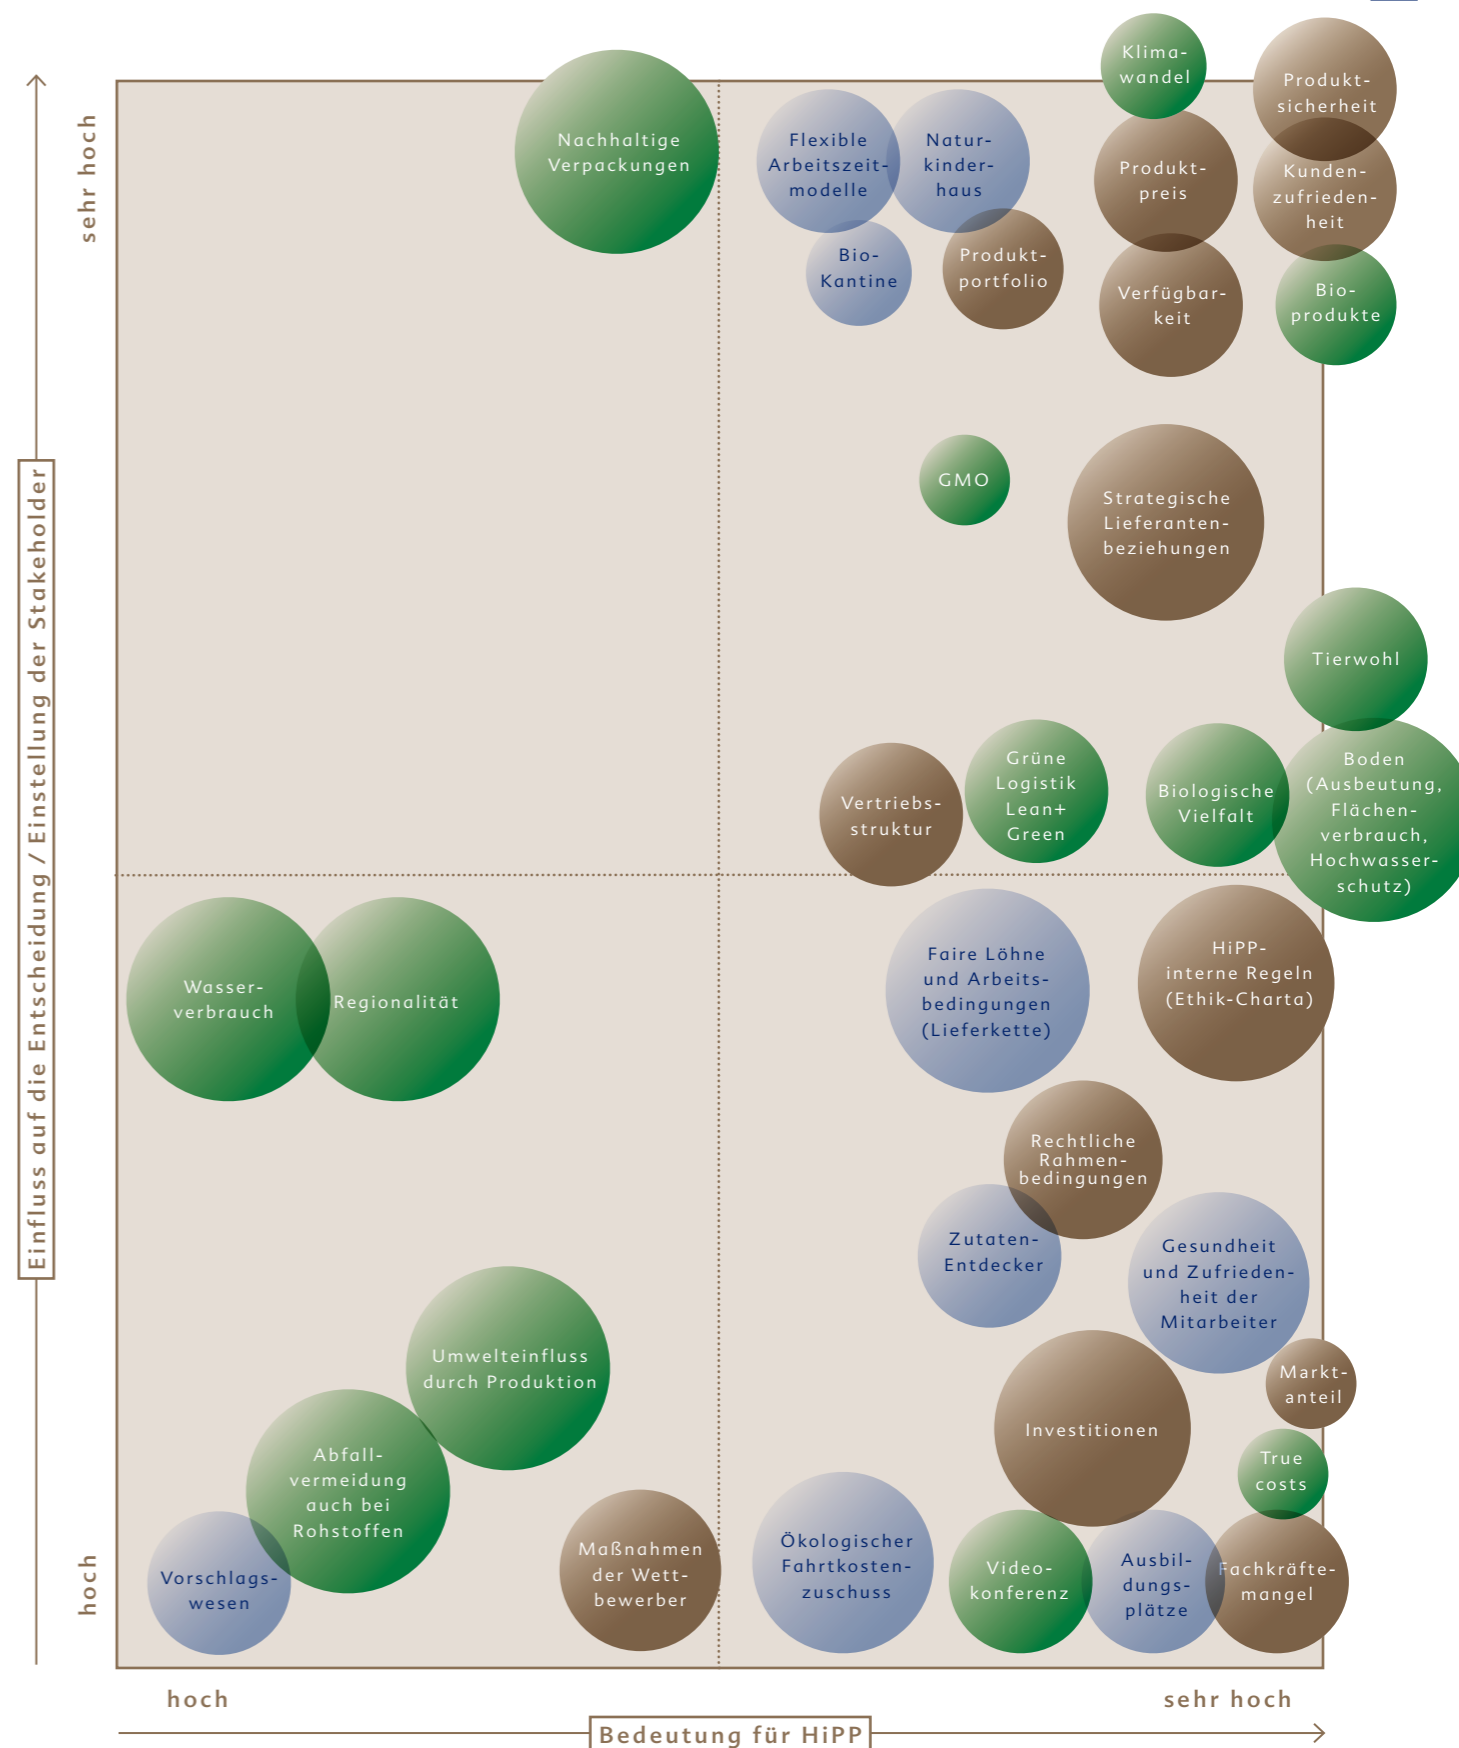 Einfluss auf die Entscheidung / Einstellung der Stakeholder
sehr hoch
hoch
Nachhaltige
Verpackungen
Flexible
Arbeitszeit-
modelle
Natur-
kinder-
haus
Bio-
Kantine
Produkt-
portfolio
Klima-
wandel
Produkt-
preis
Verfügbar-
keit
Produkt-
sicherheit
Kunden-
zufrieden-
heit
Bio-
produkte
GMO
Strategische
Lieferanten-
beziehungen
Tierwohl
Vertriebs-
struktur
Grüne
Logistik
Lean+
Green
Biologische
Vielfalt
Boden
(Ausbeutung,
Flächen-
verbrauch,
Hochwasser-
schutz)
Wasser-
verbrauch
Regionalität
Faire Löhne
und Arbeits-
bedingungen
(Lieferkette)
HiPP-
interne Regeln
(Ethik-Charta)
Rechtliche
Rahmen-
bedingungen
Zutaten-
Entdecker
Gesundheit
und Zufrieden-
heit der
Mitarbeiter
Umwelteinfluss
durch Produktion
Abfall-
vermeidung
auch bei
Rohstoffen
Vorschlags-
wesen
Maßnahmen
der Wett-
bewerber
Investitionen
Markt-
anteil
True
costs
Ökologischer
Fahrtkosten-
zuschuss
Video-
konferenz
Ausbil-
dungs-
plätze
Fachkräfte-
mangel
hoch
sehr hoch
Bedeutung für HiPP